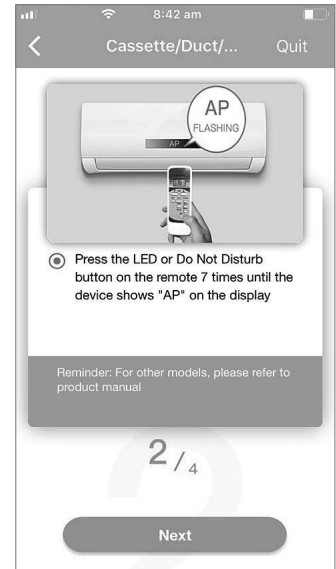 8:42 am
Cassette/Duct/...
Quit
AP
FLASHING
AP
Press the LED or Do Not Disturb
button on the remote 7 times until the
device shows "AP" on the display
Reminder: For other models, please refer to
product manual
2/4
Next